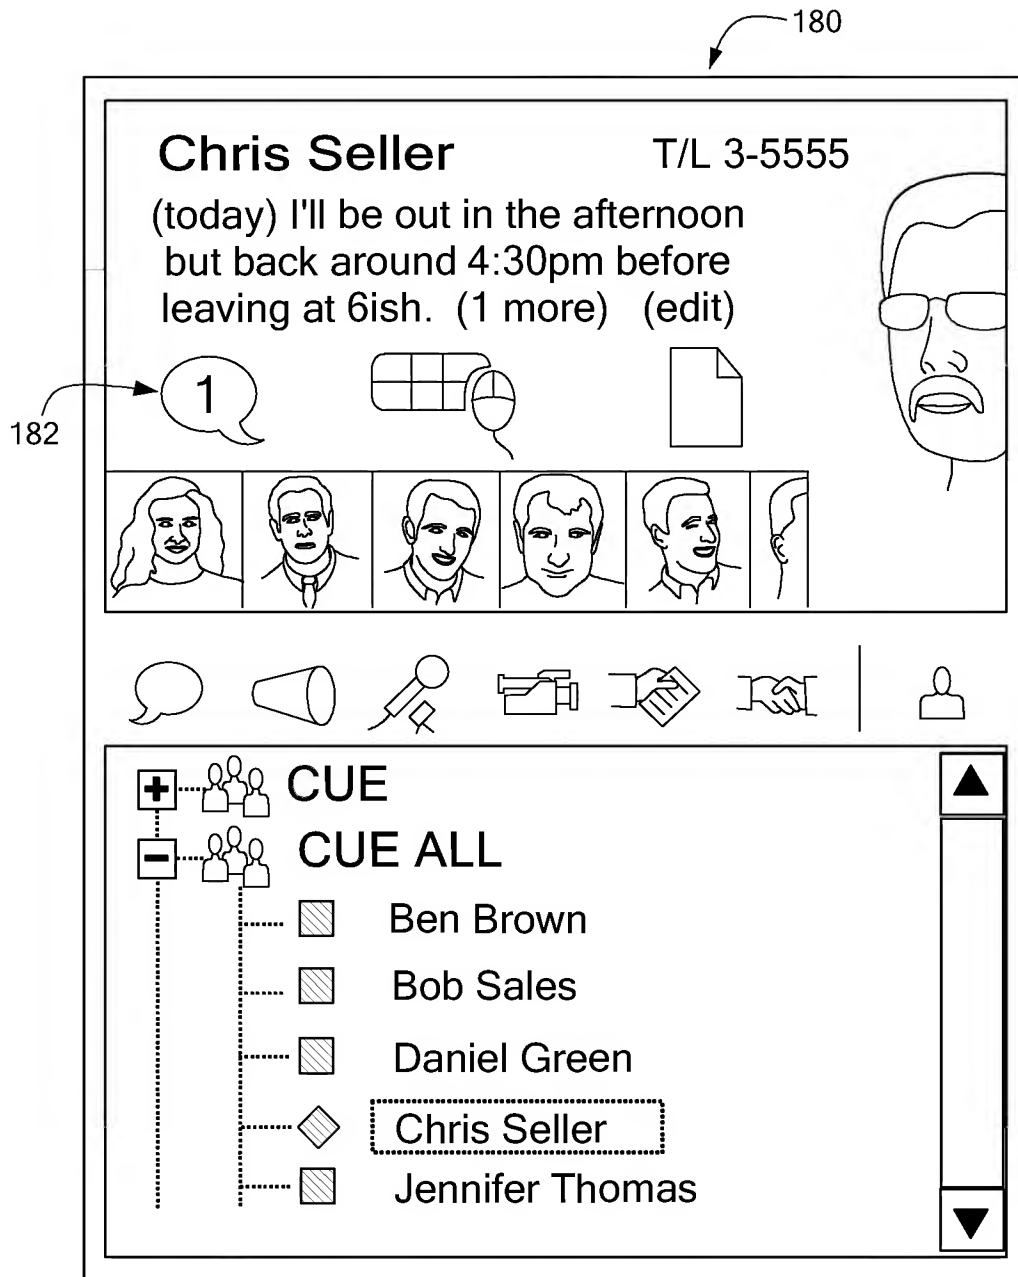 180
Chris Seller T/L 3-5555
(today) I'll be out in the afternoon
but back around 4:30pm before
leaving at 6ish. (1 more) (edit)
1
182
CUE
CUE ALL
Ben Brown
Bob Sales
Daniel Green
Chris Seller
Jennifer Thomas